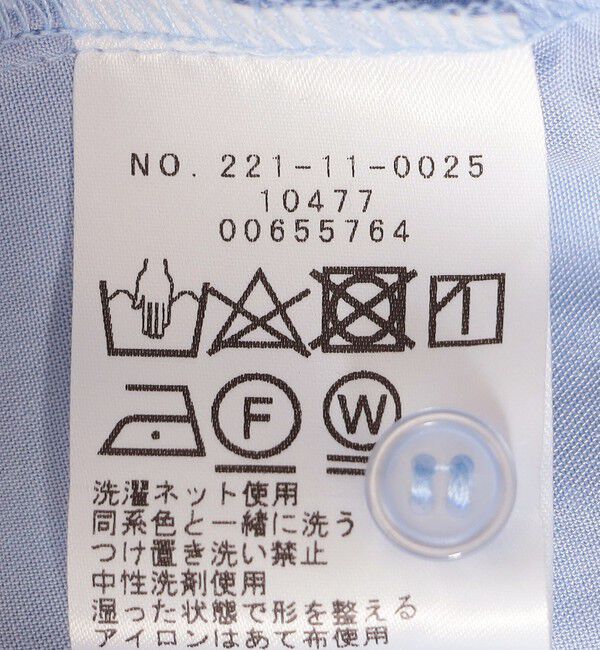 NO. 221-11-0025
10477
00655764
F W
洗濯ネット使用
同系色と一緒に洗う
つけ置き洗い禁止
中性洗剤使用
湿った状態で形を整える
アイロンはあて布使用